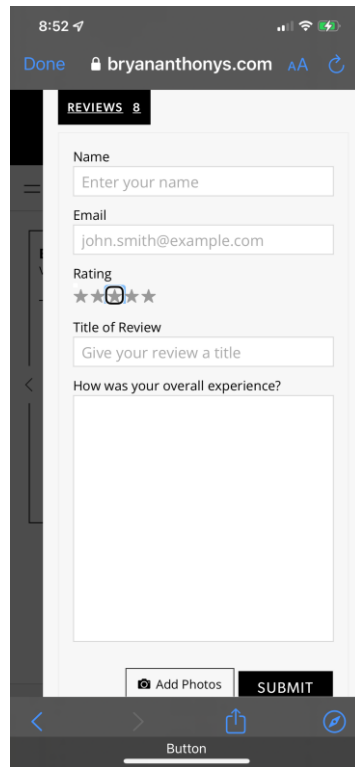 8:52
Done bryananthonys.com AA
REVIEWS 8
Name
Enter your name
Email
john.smith@example.com
Rating
Title of Review
Give your review a title
How was your overall experience?
Add Photos
SUBMIT
Button